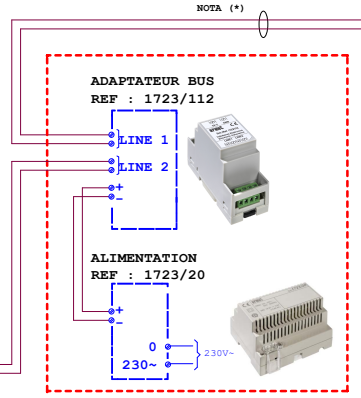 NOTA (*)
ADAPTATEUR BUS
REF : 1723/112
LINE 1
LINE 2
+
–
ALIMENTATION
REF : 1723/20
+
–
0
230~
230V~